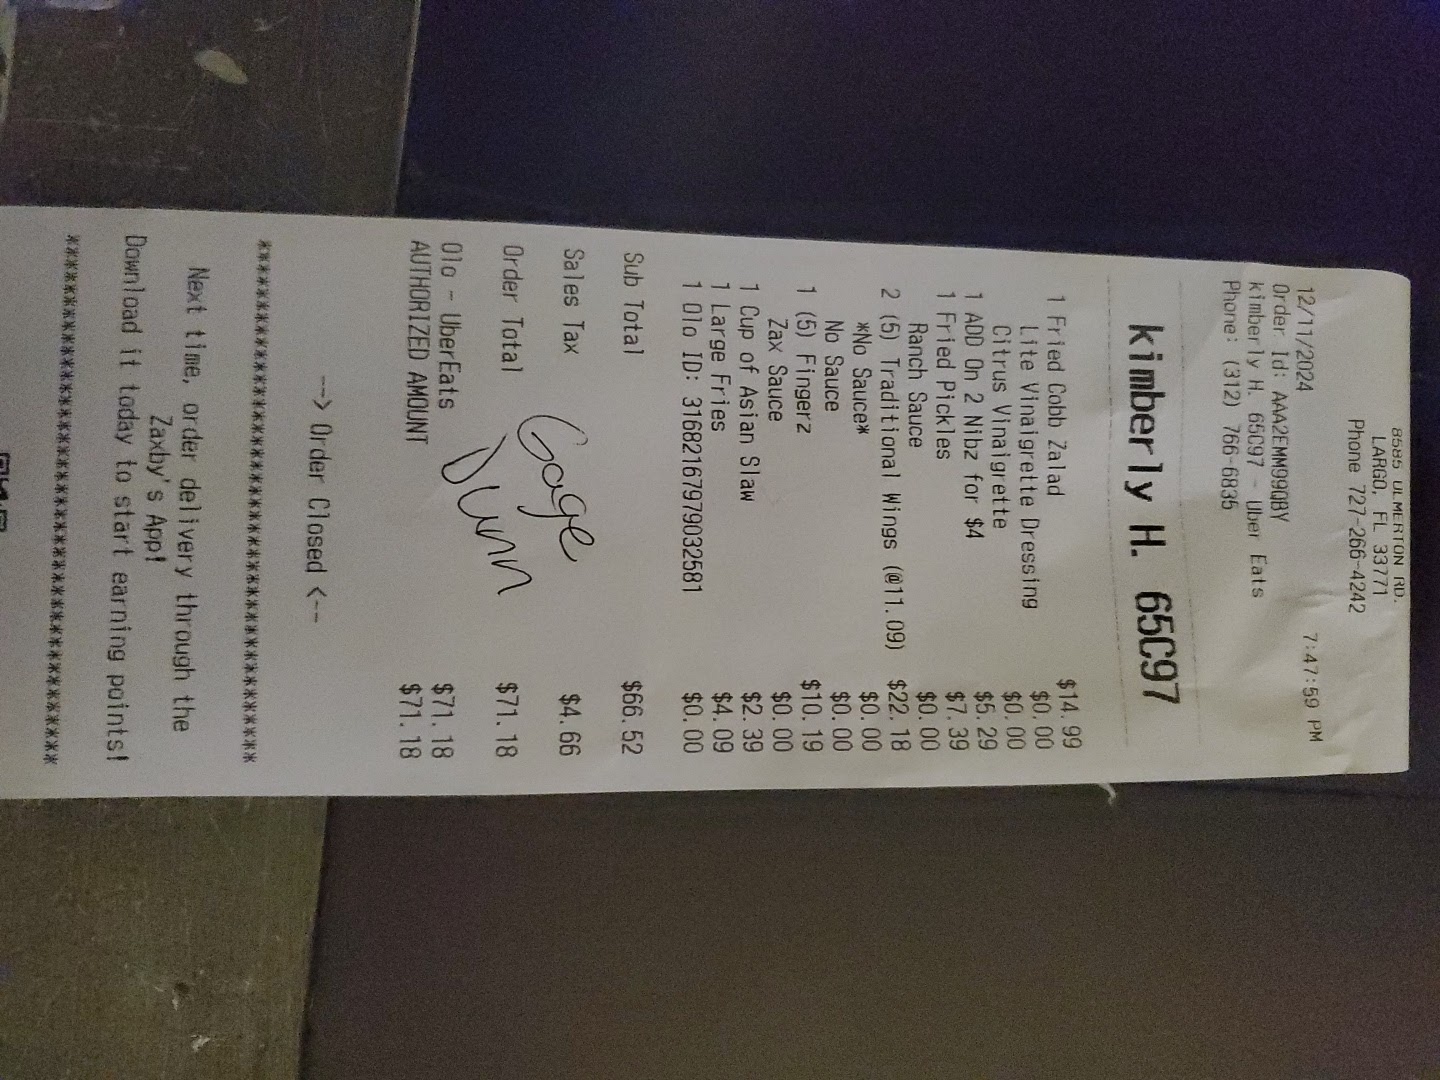 8585 ULMERTON RD.
LARGO, FL 33771
Phone 727-266-4242
12/11/2024 7:47:59 PM
Order Id: AAA2EMM99QBY
kimberly H. 65C97 - Uber Eats
Phone: (312) 766-6835
kimberly H. 65C97
1 Fried Cobb Zalad $14.99
Lite Vinaigrette Dressing $0.00
Citrus Vinaigrette $0.00
1 ADD On 2 Nibz for $4 $5.29
1 Fried Pickles $7.39
Ranch Sauce $0.00
2 (5) Traditional Wings (@11.09) $22.18
*No Sauce* $0.00
No Sauce $0.00
1 (5) Fingerz $10.19
Zax Sauce $0.00
1 Cup of Asian Slaw $2.39
1 Large Fries $4.09
1 Olo ID: 31682167979032581 $0.00
Sub Total $66.52
Sales Tax $4.66
Order Total $71.18
Gage
Dunn
Olo - UberEats $71.18
AUTHORIZED AMOUNT $71.18
--> Order Closed <--
****************************************
Next time, order delivery through the
Zaxby's App!
Download it today to start earning points!
****************************************